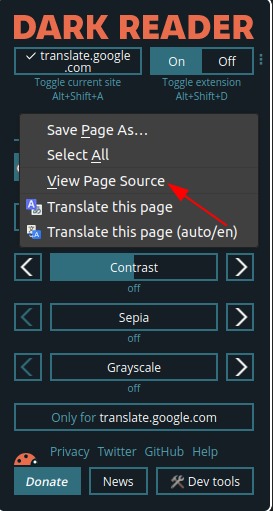 DARK READER
✓ translate.google
.com
On Off
Toggle current site
Alt+Shift+A
Toggle extension
Alt+Shift+D
Save Page As…
Select All
View Page Source
Translate this page
Translate this page (auto/en)
Contrast
off
Sepia
off
Grayscale
off
Only for translate.google.com
Privacy Twitter GitHub Help
Donate News 🛠 Dev tools